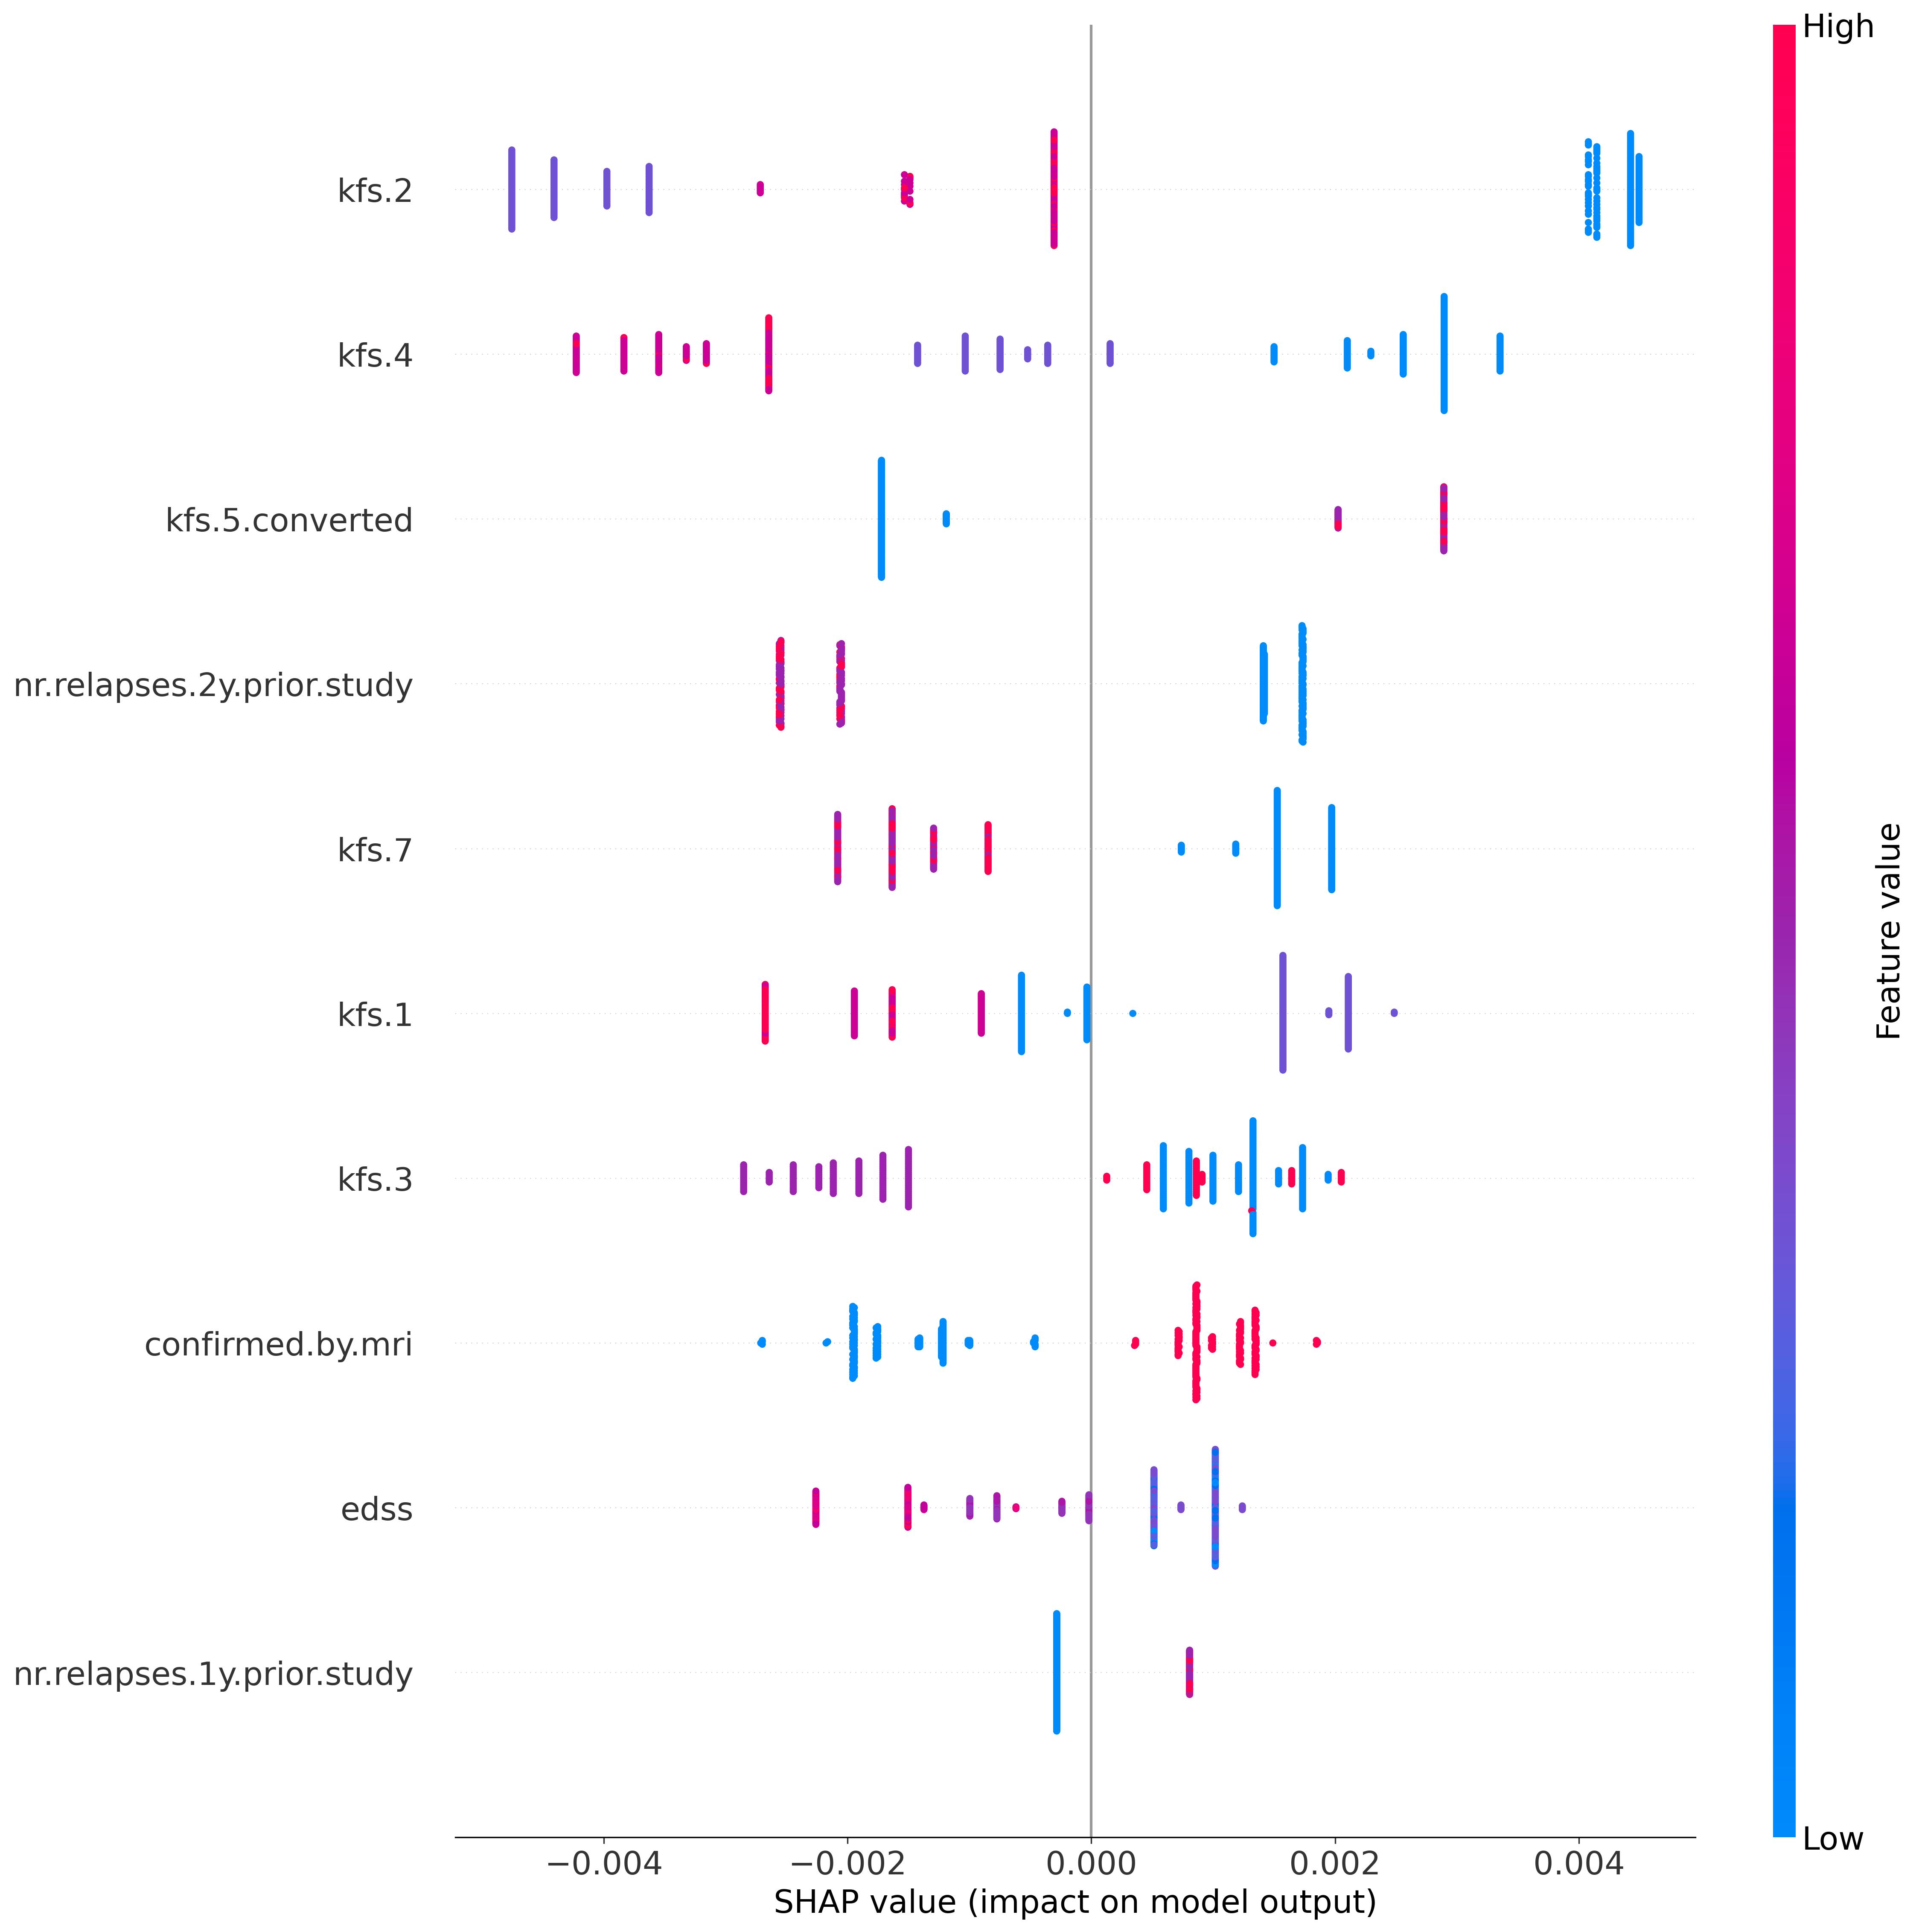 High
kfs.2
kfs.4
kfs.5.converted
nr.relapses.2y.prior.study
kfs.7
kfs.1
kfs.3
confirmed.by.mri
edss
nr.relapses.1y.prior.study
Feature value
Low
−0.004 −0.002 0.000 0.002 0.004
SHAP value (impact on model output)